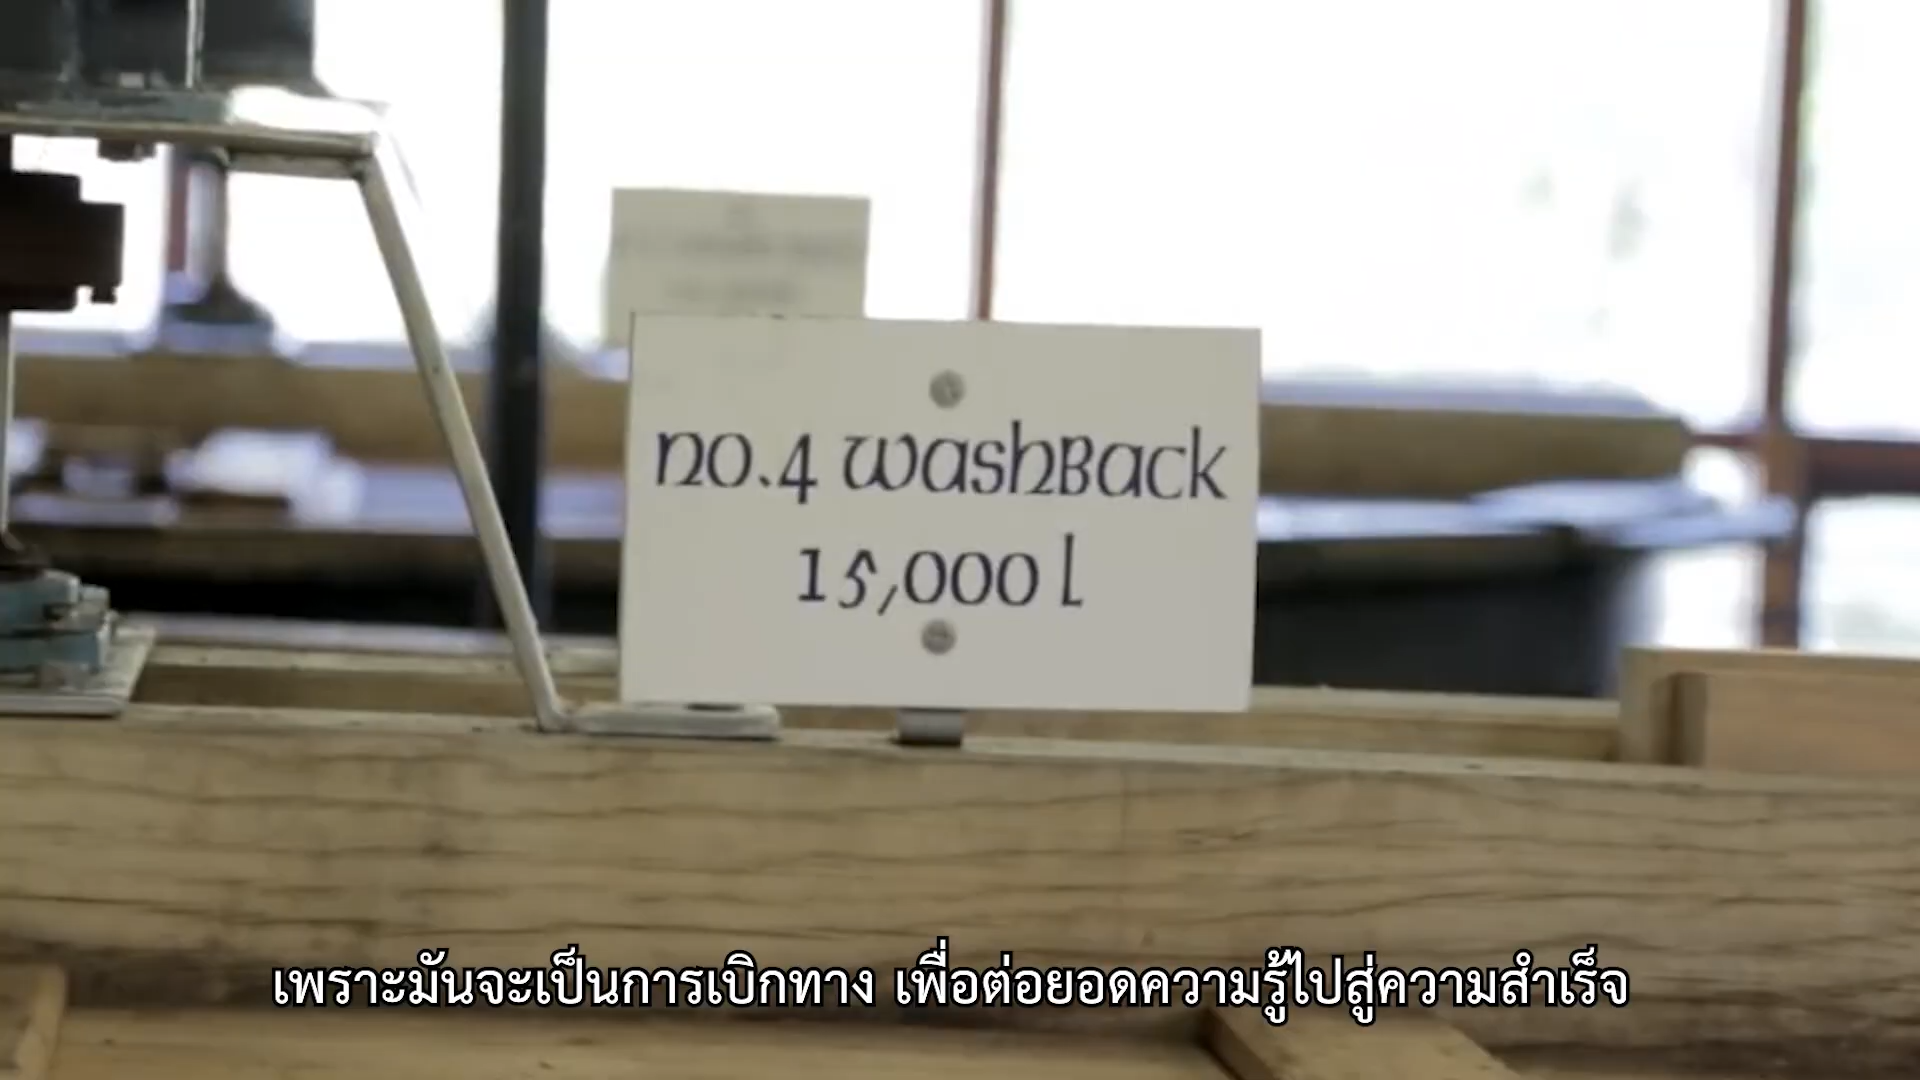 no.4 washback
15,000 l
เพราะมันจะเป็นการเบิกทาง เพื่อต่อยอดความรู้ไปสู่ความสำเร็จ